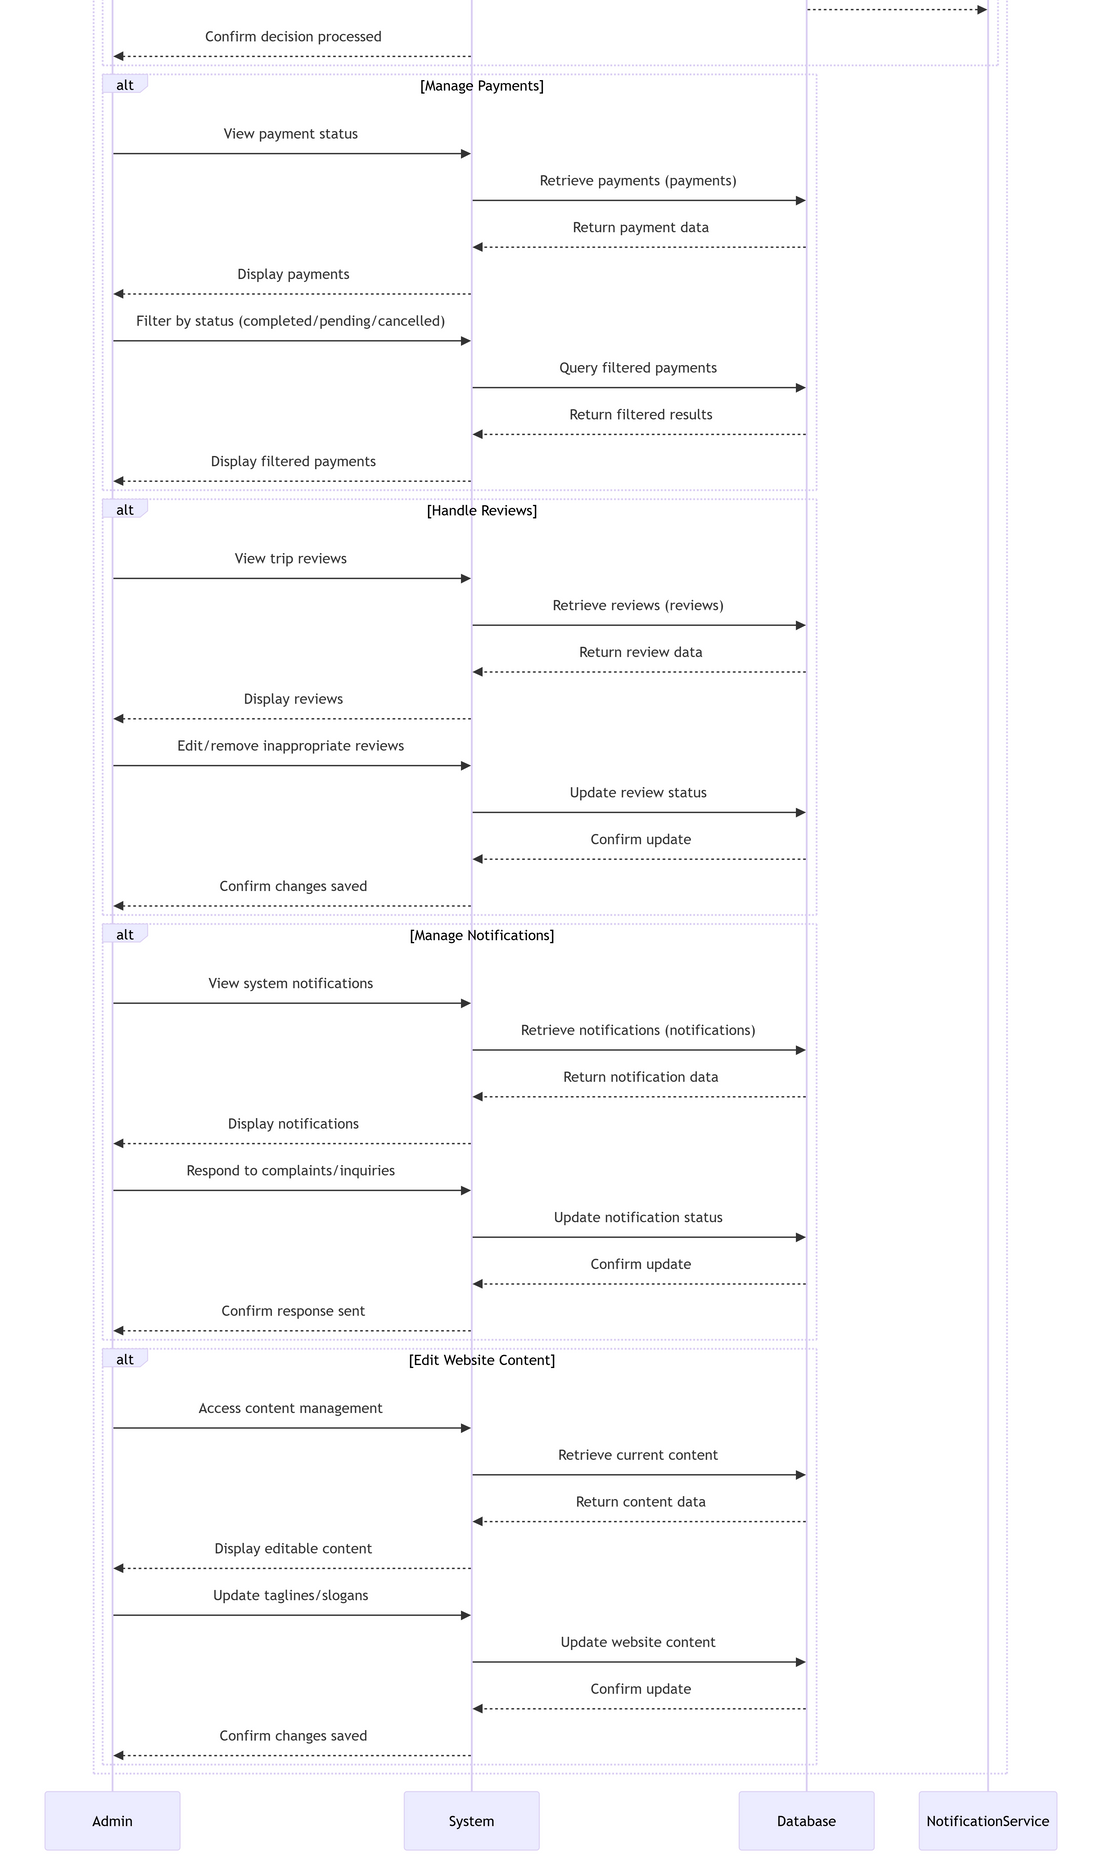 Confirm decision processed
alt
[Manage Payments]
View payment status
Retrieve payments (payments)
Return payment data
Display payments
Filter by status (completed/pending/cancelled)
Query filtered payments
Return filtered results
Display filtered payments
alt
[Handle Reviews]
View trip reviews
Retrieve reviews (reviews)
Return review data
Display reviews
Edit/remove inappropriate reviews
Update review status
Confirm update
Confirm changes saved
alt
[Manage Notifications]
View system notifications
Retrieve notifications (notifications)
Return notification data
Display notifications
Respond to complaints/inquiries
Update notification status
Confirm update
Confirm response sent
alt
[Edit Website Content]
Access content management
Retrieve current content
Return content data
Display editable content
Update taglines/slogans
Update website content
Confirm update
Confirm changes saved
Admin
System
Database
NotificationService